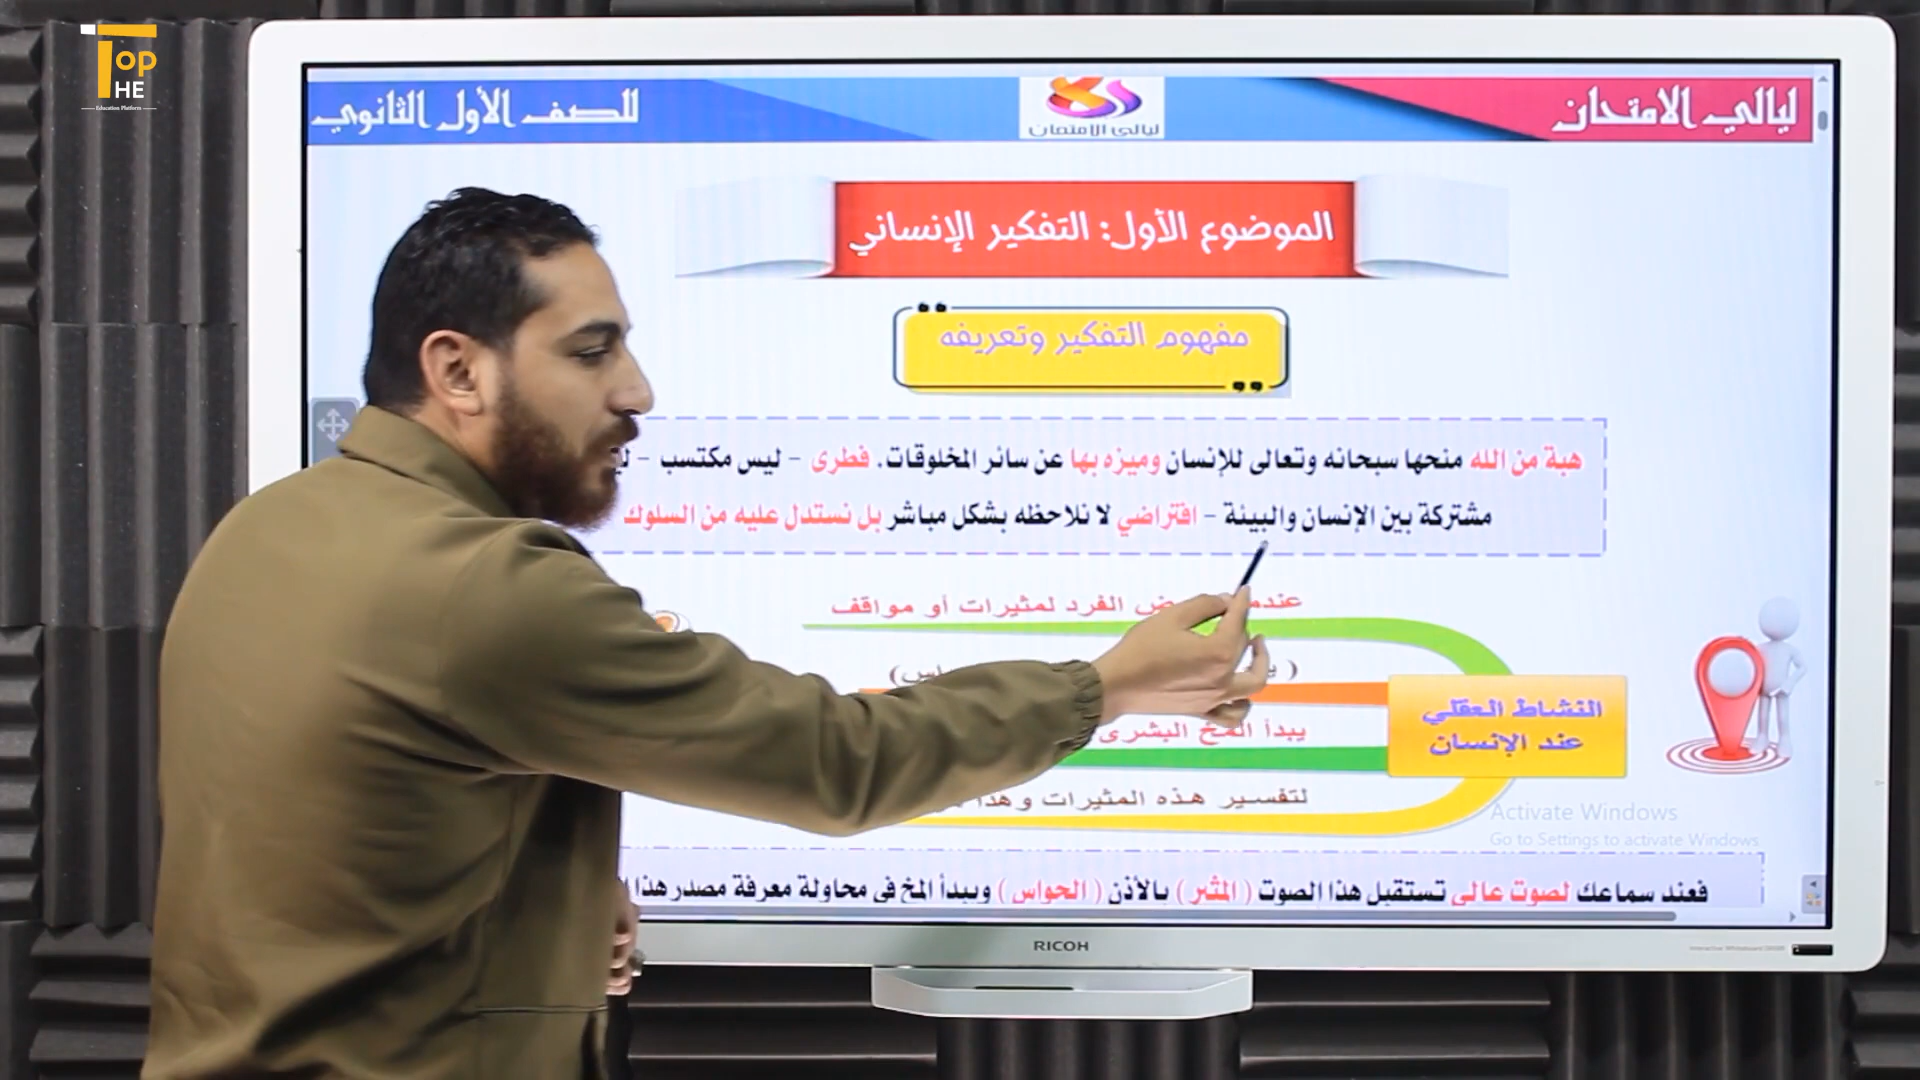 Top
HE
Education Platform
ليالي الامتحان
ليالي الامتحان
للصف الأول الثانوي
الموضوع الأول: التفكير الإنساني
مفهوم التفكير وتعريفه
هبة من الله منحها سبحانه وتعالى للإنسان وميزه بها عن سائر المخلوقات. فطرى - ليس مكتسب -
مشتركة بين الإنسان والبيئة - افتراضي لا نلاحظه بشكل مباشر بل نستدل عليه من السلوك
الفرد لمثيرات أو مواقف
يبدأ المخ البشرى
لتفسير هذه المثيرات وهذا
النشاط العقلي
عند الإنسان
Activate Windows
Go to Settings to activate Windows
فعند سماعك لصوت عالى تستقبل هذا الصوت ( المثير ) بالأذن ( الحواس ) ويبدأ المخ فى محاولة معرفة مصدر هذا
RICOH